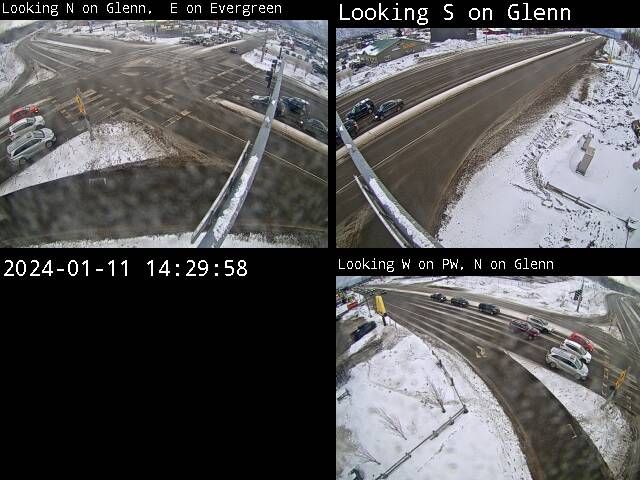 Looking N on Glenn,  E on Evergreen
Looking S on Glenn
2024-01-11 14:29:58
Looking W on PW, N on Glenn